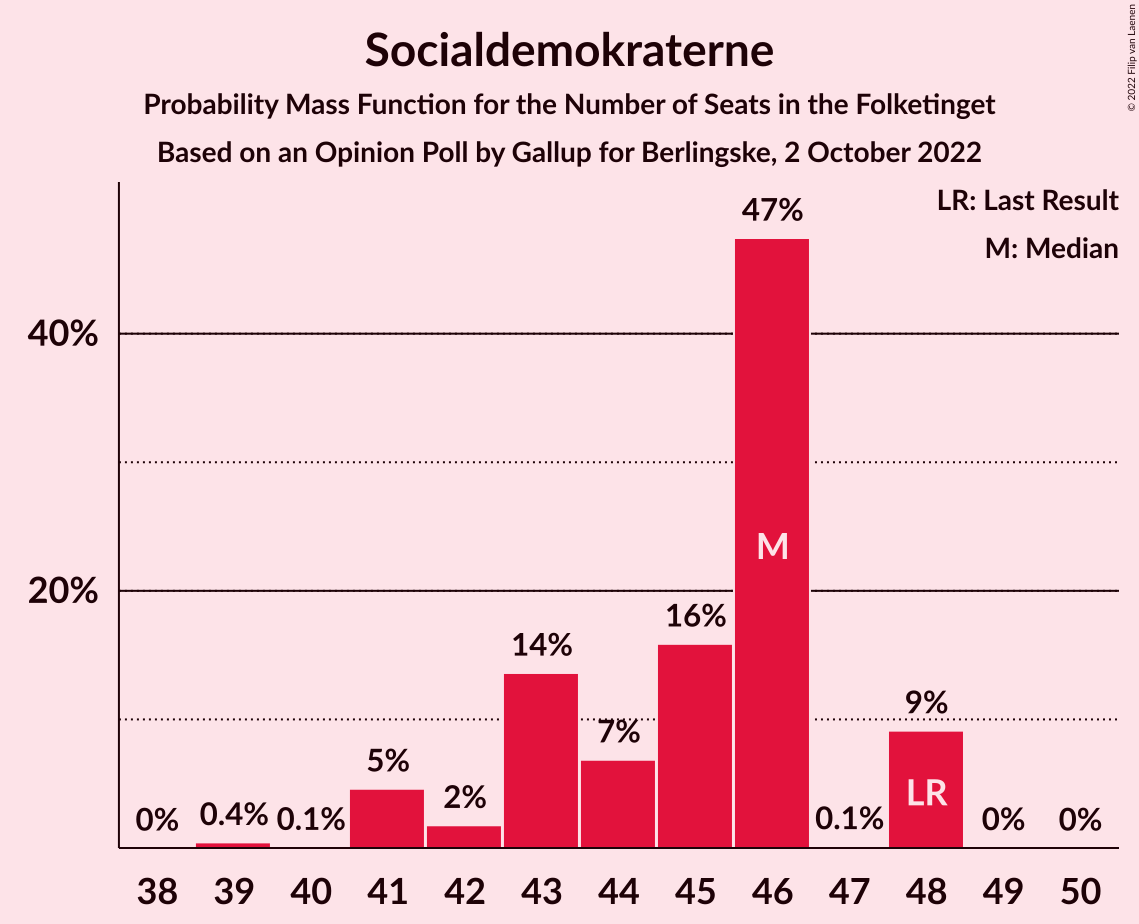 Socialdemokraterne
Probability Mass Function for the Number of Seats in the Folketinget
Based on an Opinion Poll by Gallup for Berlingske, 2 October 2022
© 2022 Filip van Laenen
LR: Last Result
M: Median
40%
20%
0%
0.4%
0.1%
5%
2%
14%
7%
16%
47%
M
0.1%
9%
LR
0%
0%
38 39 40 41 42 43 44 45 46 47 48 49 50